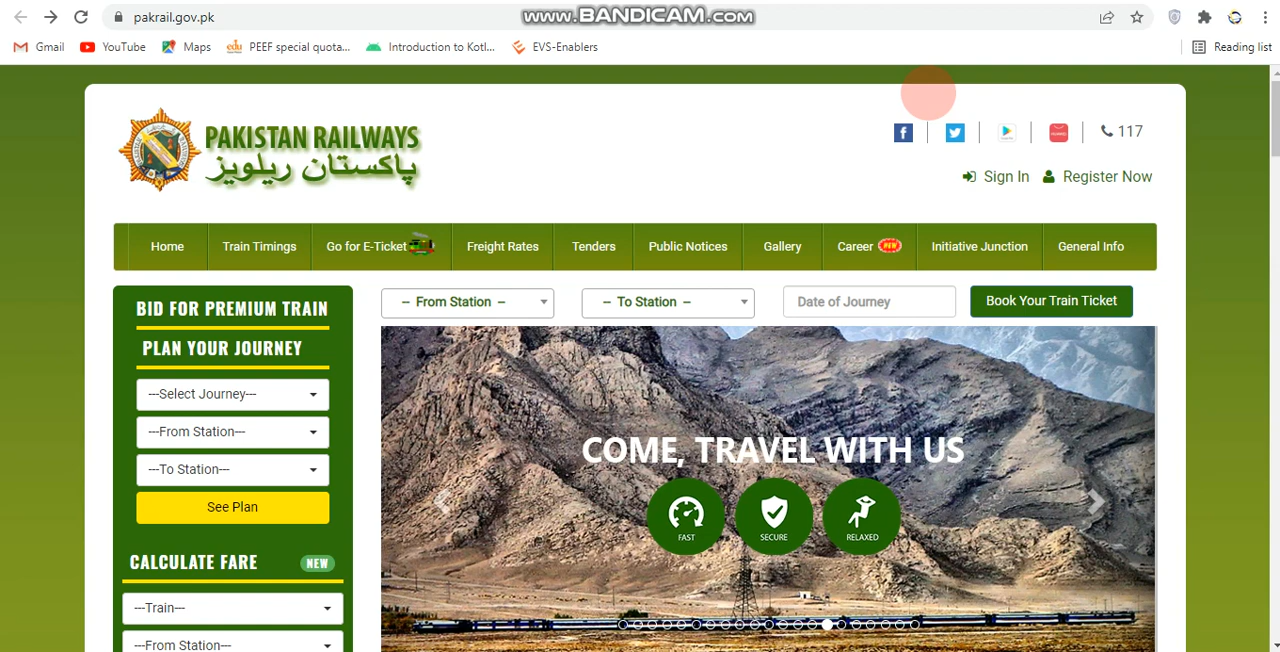 pakrail.gov.pk
www.BANDICAM.com
Gmail
YouTube
Maps
PEEF special quota...
Introduction to Kotl...
EVS-Enablers
Reading list
PAKISTAN RAILWAYS
پاکستان ریلویز
117
Sign In
Register Now
Home
Train Timings
Go for E-Ticket
Freight Rates
Tenders
Public Notices
Gallery
Career NEW
Initiative Junction
General Info
BID FOR PREMIUM TRAIN
PLAN YOUR JOURNEY
---Select Journey---
---From Station---
---To Station---
See Plan
CALCULATE FARE NEW
---Train---
---From Station---
-- From Station --
-- To Station --
Date of Journey
Book Your Train Ticket
COME, TRAVEL WITH US
FAST
SECURE
RELAXED